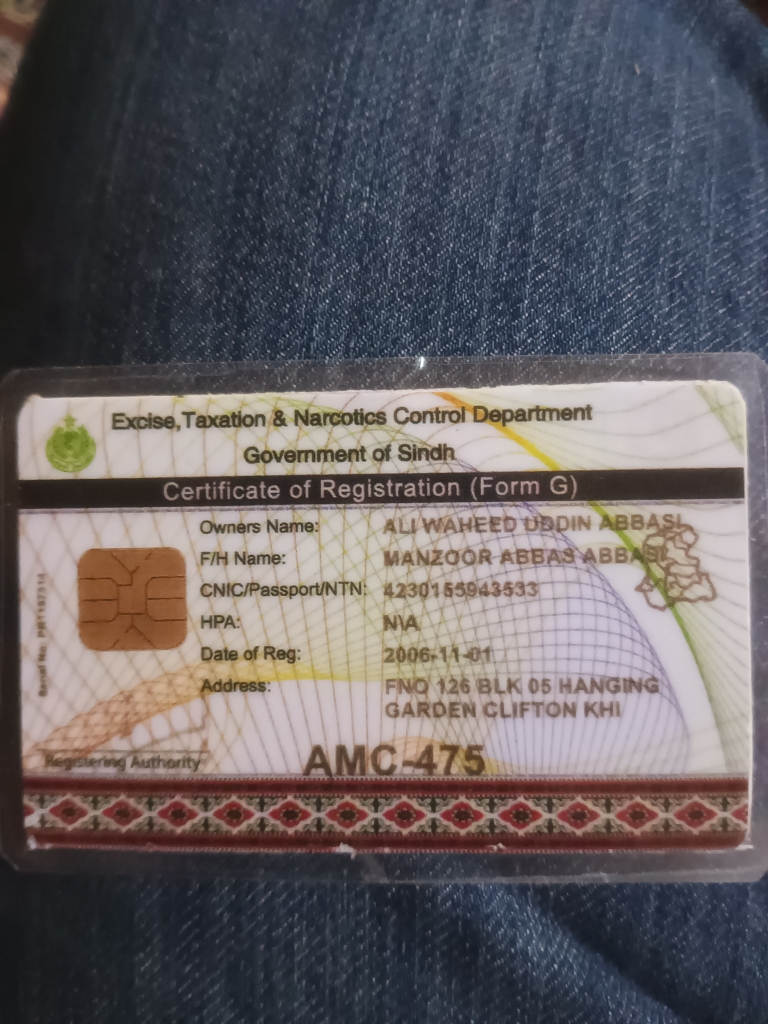 Excise,Taxation & Narcotics Control Department
Government of Sindh
Certificate of Registration (Form G)
Owners Name: ALI WAHEED UDDIN ABBASI
F/H Name: MANZOOR ABBAS ABBASI
CNIC/Passport/NTN: 4230155943533
HPA: N\A
Date of Reg: 2006-11-01
Address: FNO 126 BLK 05 HANGING
GARDEN CLIFTON KHI
Serial No:
Registering Authority
AMC-475